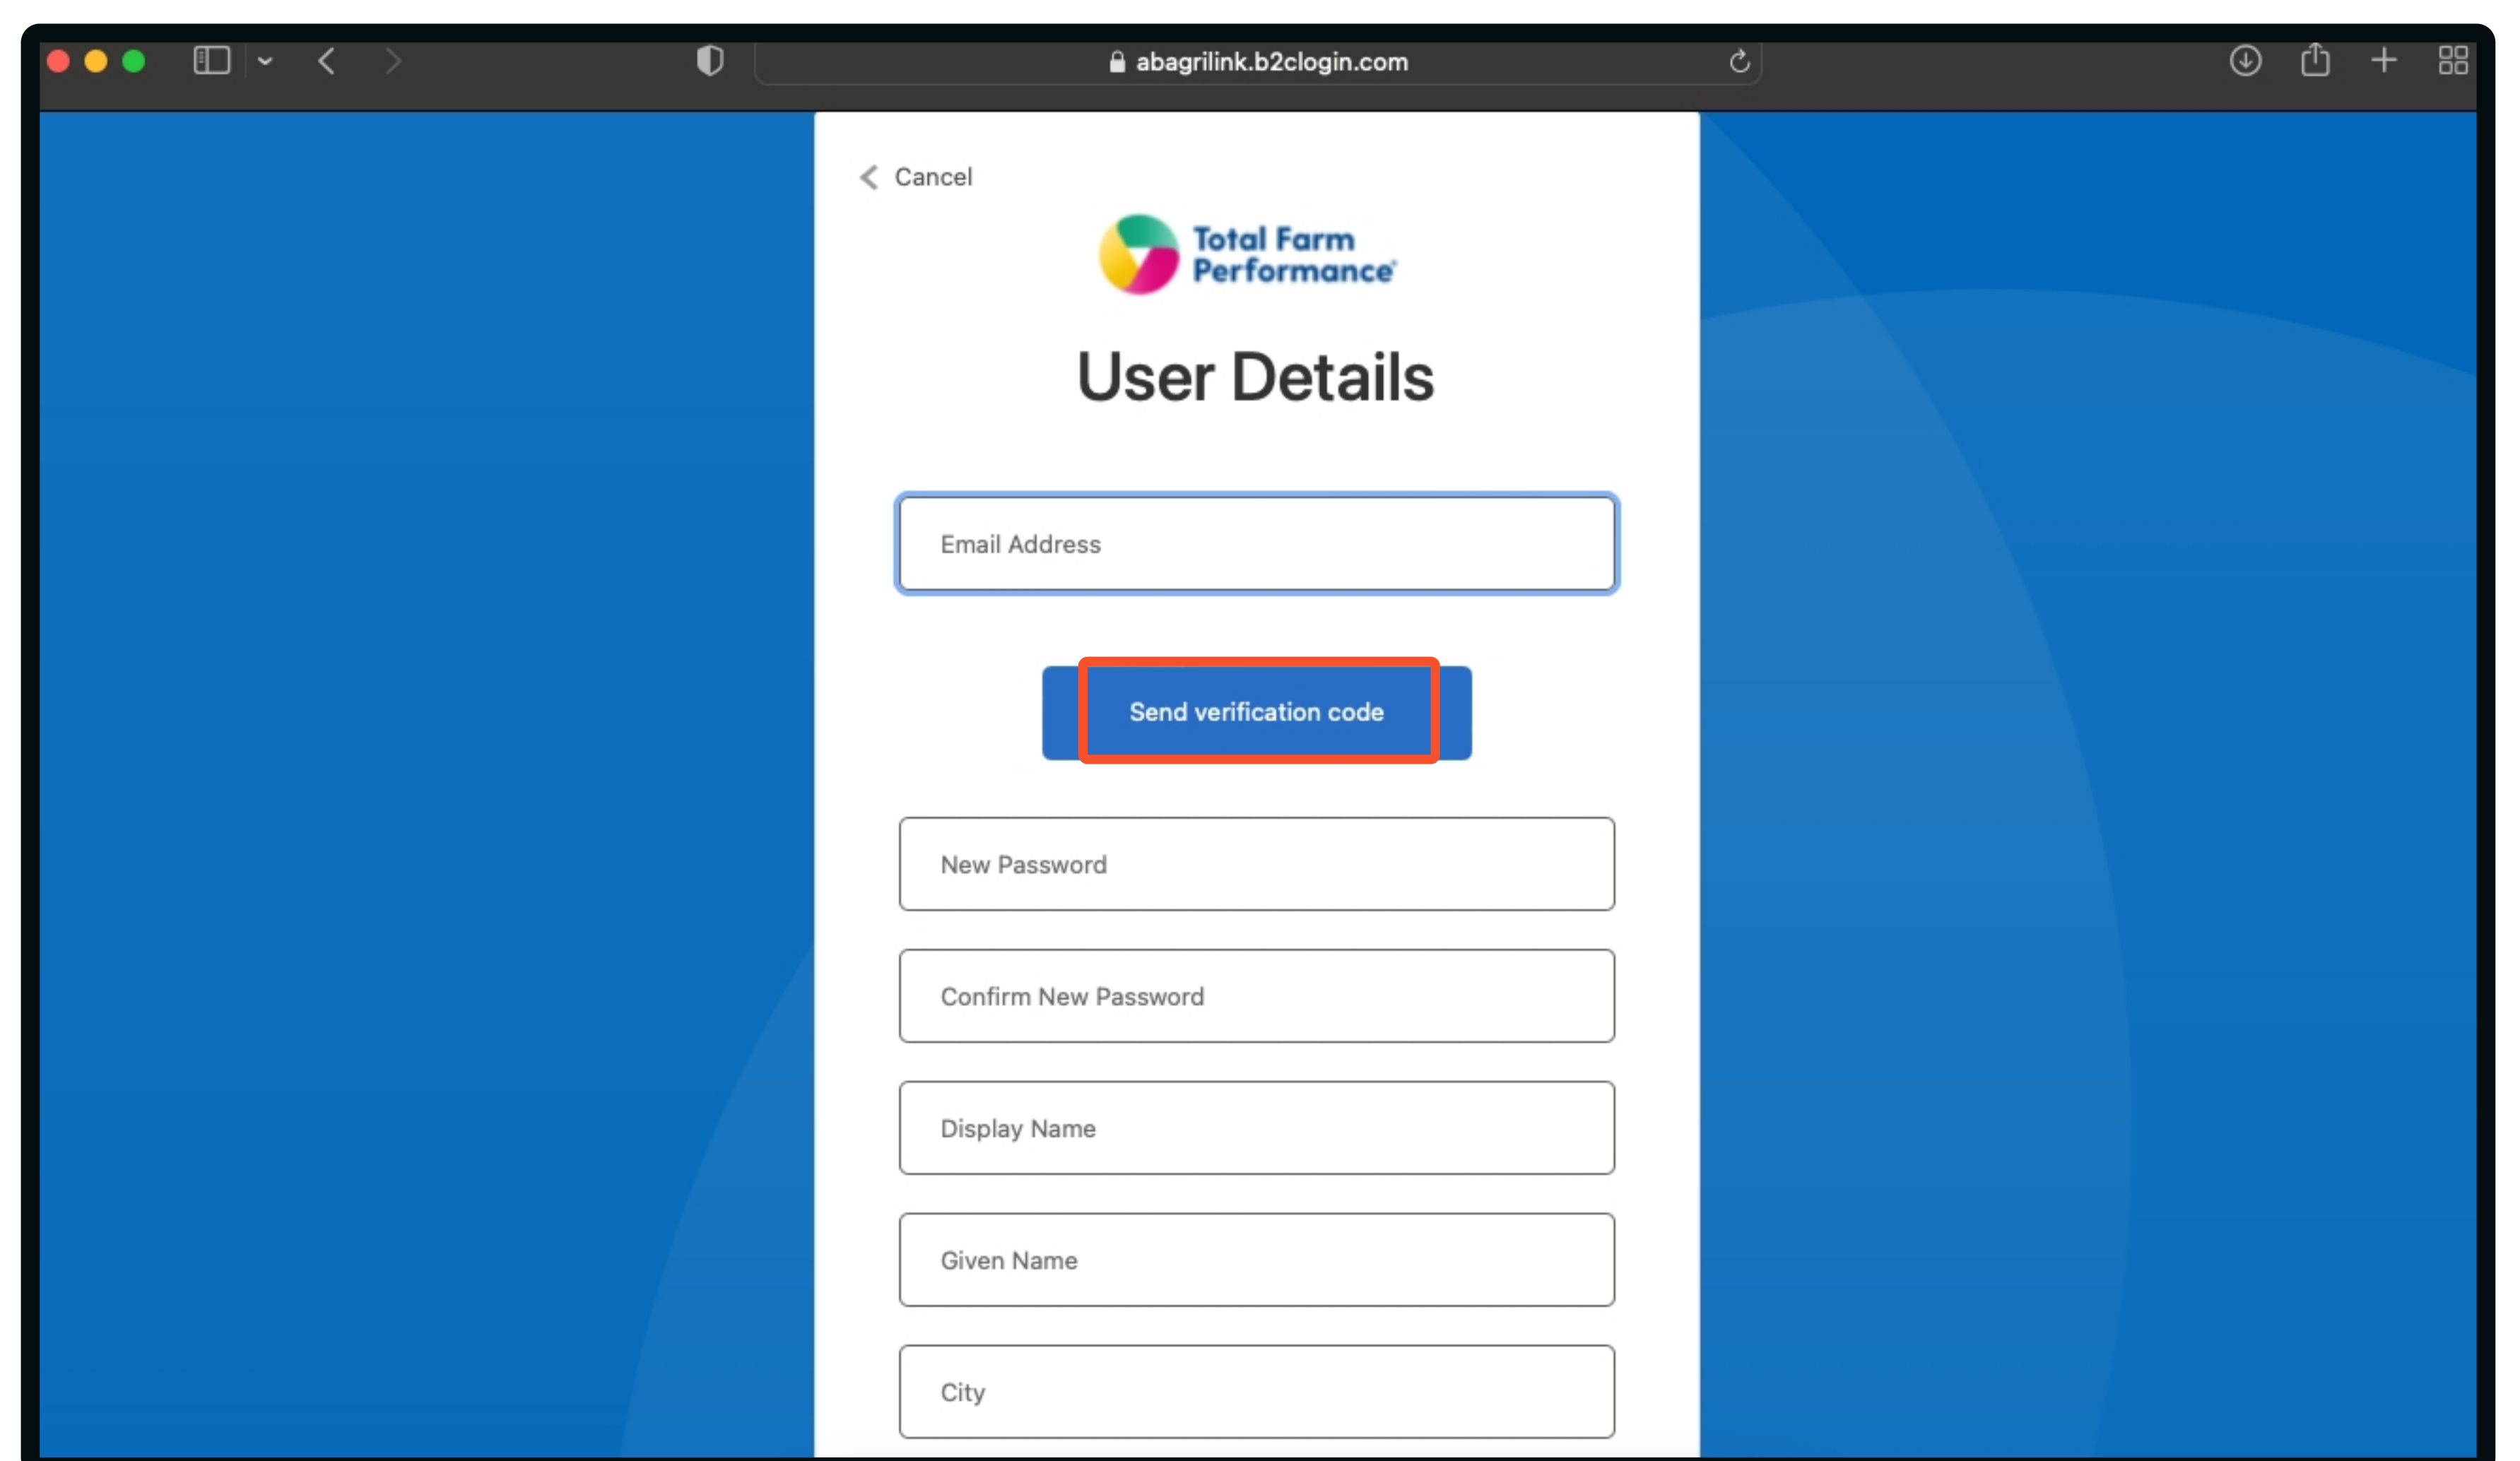 abagrilink.b2clogin.com
Cancel
Total Farm
Performance®
User Details
Email Address
Send verification code
New Password
Confirm New Password
Display Name
Given Name
City